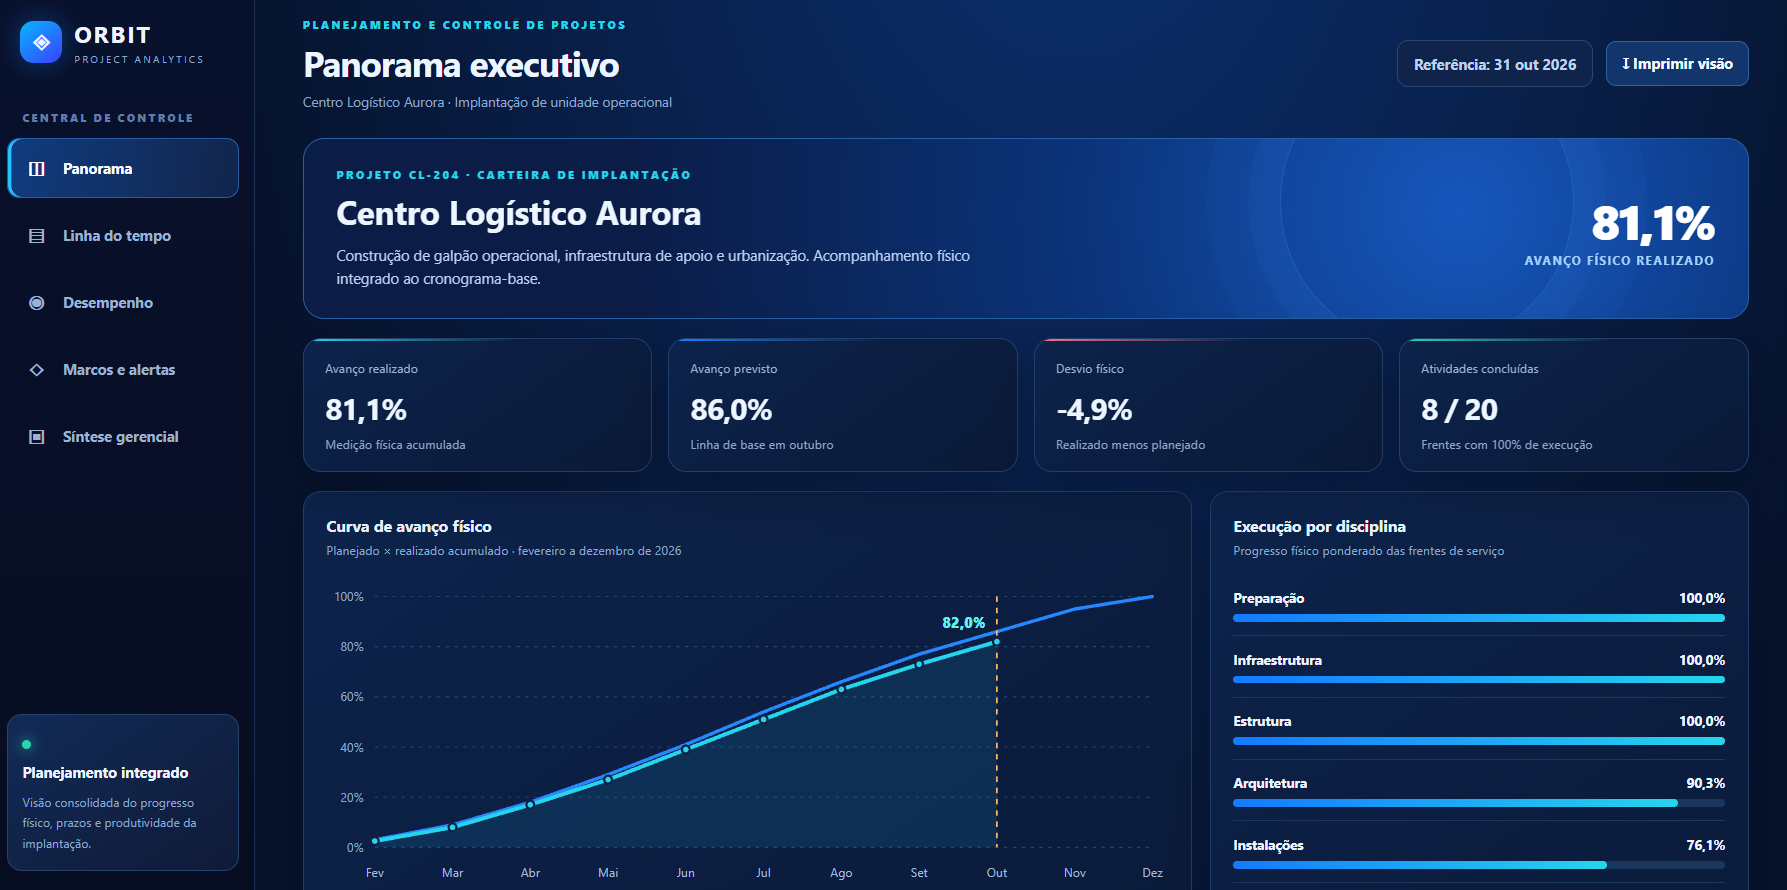 ORBIT
PROJECT ANALYTICS
CENTRAL DE CONTROLE
Panorama
Linha do tempo
Desempenho
Marcos e alertas
Síntese gerencial
Planejamento integrado
Visão consolidada do progresso
físico, prazos e produtividade da
implantação.
PLANEJAMENTO E CONTROLE DE PROJETOS
Panorama executivo
Centro Logístico Aurora · Implantação de unidade operacional
Referência: 31 out 2026
↧ Imprimir visão
PROJETO CL-204 · CARTEIRA DE IMPLANTAÇÃO
Centro Logístico Aurora
Construção de galpão operacional, infraestrutura de apoio e urbanização. Acompanhamento físico
integrado ao cronograma-base.
81,1%
AVANÇO FÍSICO REALIZADO
Avanço realizado
81,1%
Medição física acumulada
Avanço previsto
86,0%
Linha de base em outubro
Desvio físico
-4,9%
Realizado menos planejado
Atividades concluídas
8 / 20
Frentes com 100% de execução
Curva de avanço físico
Planejado × realizado acumulado · fevereiro a dezembro de 2026
100%
80%
60%
40%
20%
0%
82,0%
Fev Mar Abr Mai Jun Jul Ago Set Out Nov Dez
Execução por disciplina
Progresso físico ponderado das frentes de serviço
Preparação 100,0%
Infraestrutura 100,0%
Estrutura 100,0%
Arquitetura 90,3%
Instalações 76,1%